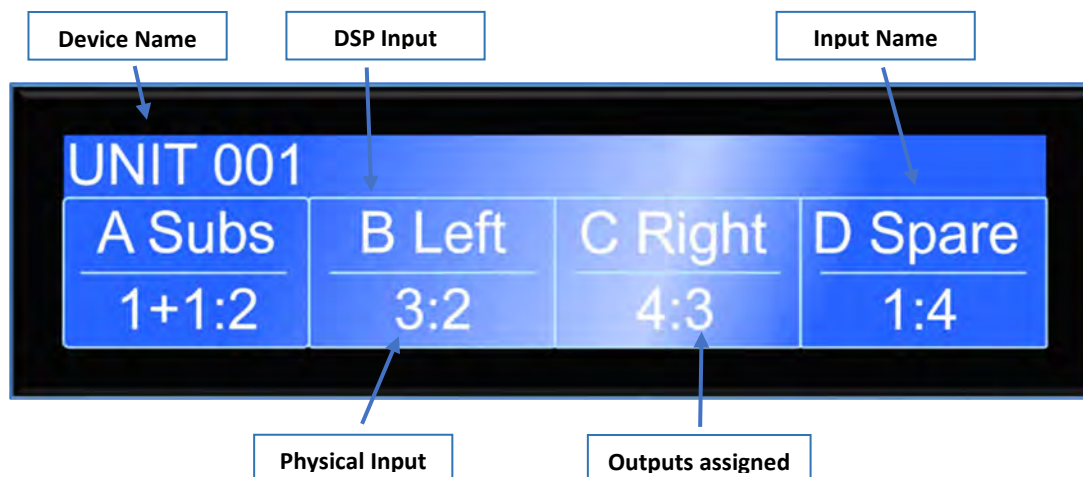 Device Name
DSP Input
Input Name
UNIT 001
A Subs
B Left
C Right
D Spare
1+1:2
3:2
4:3
1:4
Physical Input
Outputs assigned